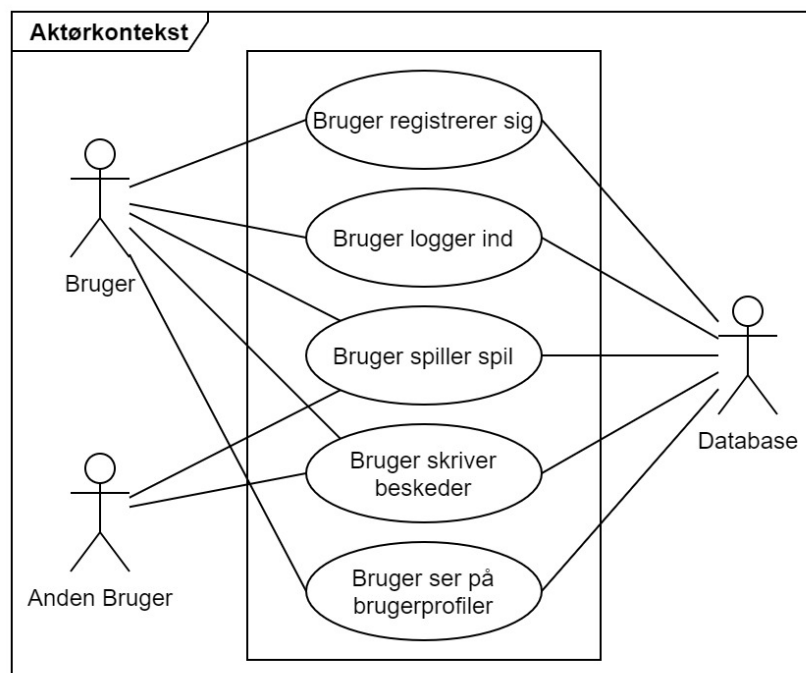 Aktørkontekst
Bruger registrerer sig
Bruger
Bruger logger ind
Bruger spiller spil
Database
Bruger skriver
beskeder
Anden Bruger
Bruger ser på
brugerprofiler